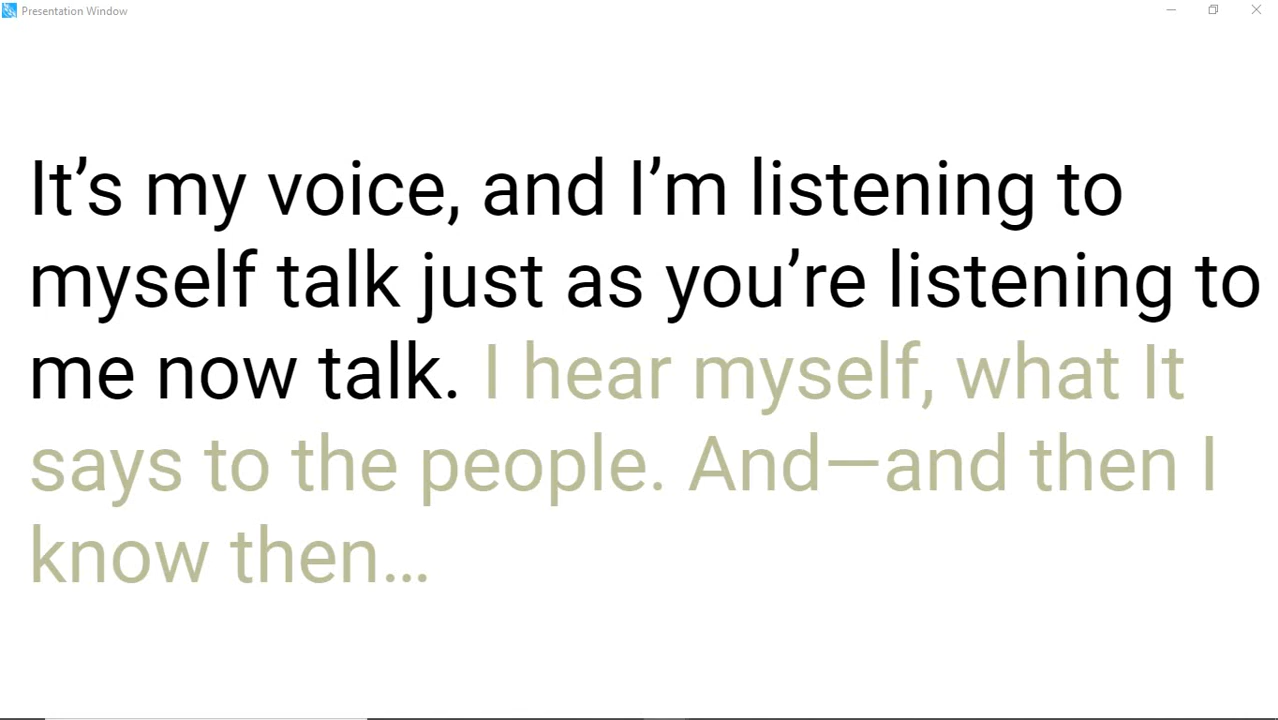 Presentation Window
It’s my voice, and I’m listening to
myself talk just as you’re listening to
me now talk. I hear myself, what It
says to the people. And—and then I
know then…